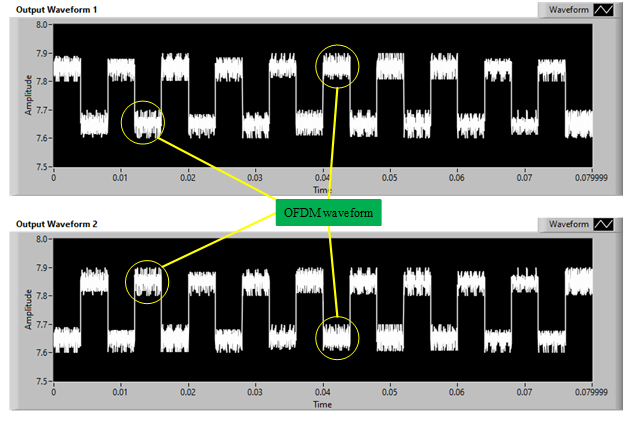 Output Waveform 1
Waveform
8.0
7.9
7.8
7.7
7.6
7.5
Amplitude
0 0.01 0.02 0.03 0.04 0.05 0.06 0.07 0.079999
Time
OFDM waveform
Output Waveform 2
Waveform
8.0
7.9
7.8
7.7
7.6
7.5
Amplitude
0 0.01 0.02 0.03 0.04 0.05 0.06 0.07 0.079999
Time